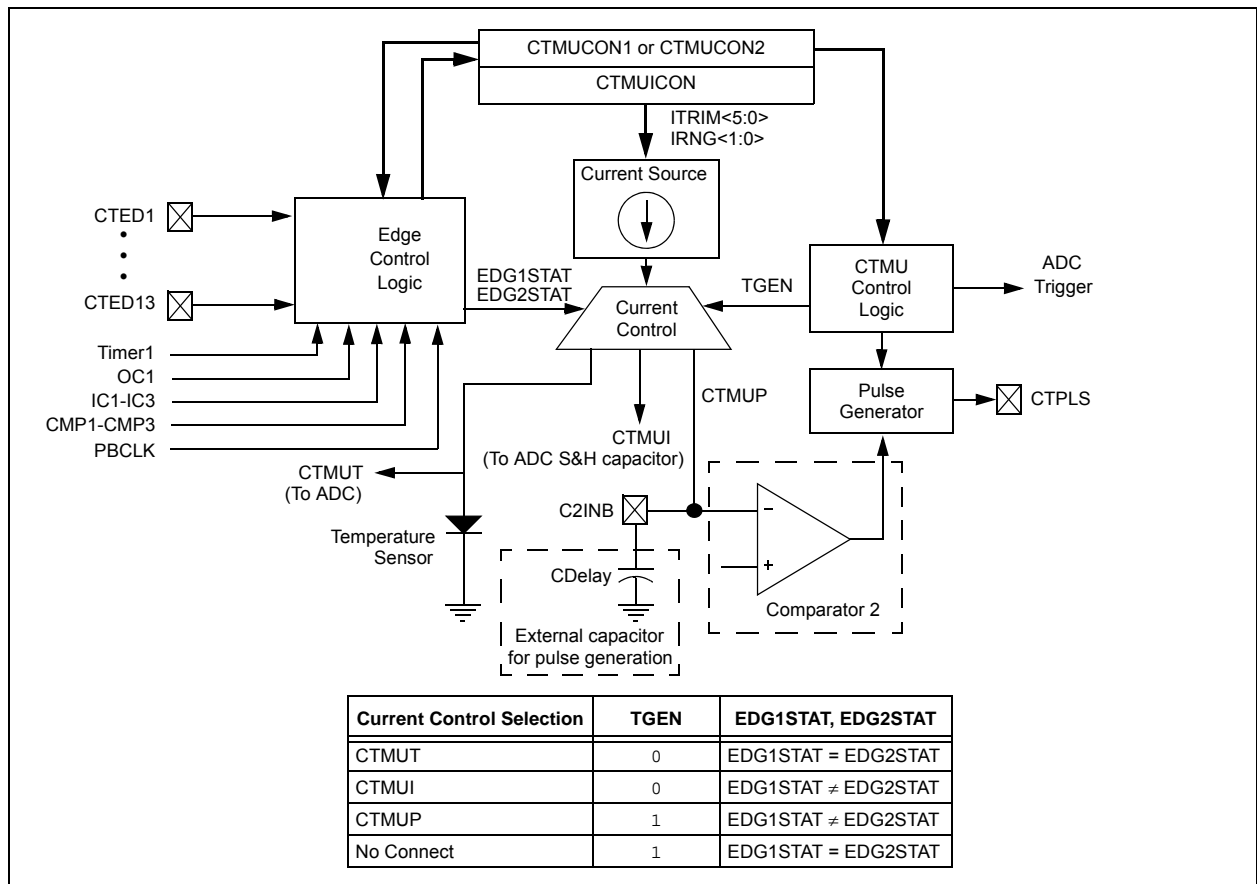 CTMUCON1 or CTMUCON2
CTMUICON
ITRIM<5:0>
IRNG<1:0>
Current Source
CTED1
CTED13
Edge
Control
Logic
EDG1STAT
EDG2STAT
Current
Control
TGEN
CTMU
Control
Logic
ADC
Trigger
Timer1
OC1
IC1-IC3
CMP1-CMP3
PBCLK
CTMUT
(To ADC)
CTMUI
(To ADC S&H capacitor)
CTMUP
Pulse
Generator
CTPLS
C2INB
Temperature
Sensor
CDelay
External capacitor
for pulse generation
−
+
Comparator 2
Current Control Selection TGEN EDG1STAT, EDG2STAT
CTMUT 0 EDG1STAT = EDG2STAT
CTMUI 0 EDG1STAT ≠ EDG2STAT
CTMUP 1 EDG1STAT ≠ EDG2STAT
No Connect 1 EDG1STAT = EDG2STAT